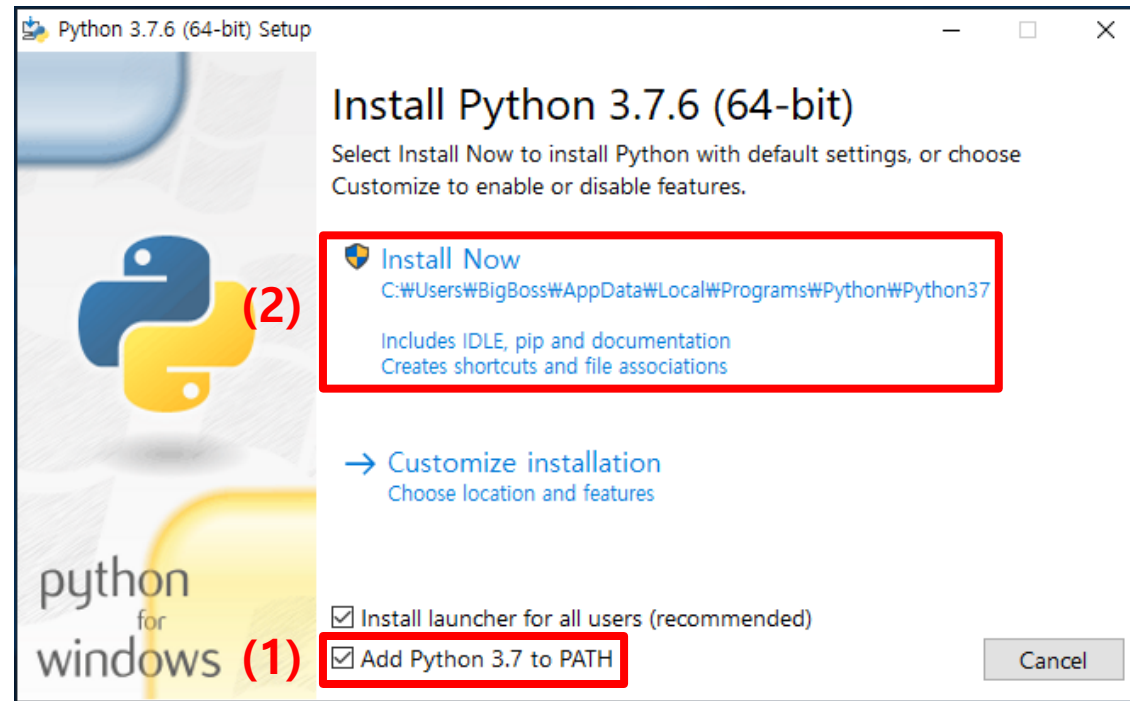 Python 3.7.6 (64-bit) Setup
Install Python 3.7.6 (64-bit)
Select Install Now to install Python with default settings, or choose
Customize to enable or disable features.
(2)
Install Now
C:₩Users₩BigBoss₩AppData₩Local₩Programs₩Python₩Python37
Includes IDLE, pip and documentation
Creates shortcuts and file associations
→ Customize installation
Choose location and features
python
for
windows
Install launcher for all users (recommended)
(1)
Add Python 3.7 to PATH
Cancel